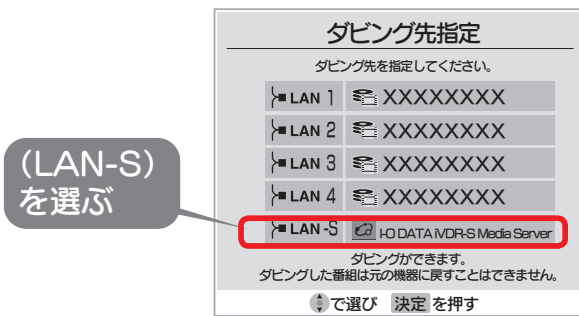 ダビング先指定
ダビング先を指定してください。
LAN 1 XXXXXXXX
LAN 2 XXXXXXXX
LAN 3 XXXXXXXX
LAN 4 XXXXXXXX
LAN -S I-O DATA iVDR-S Media Server
(LAN-S)
を選ぶ
ダビングができます。
ダビングした番組は元の機器に戻すことはできません。
で選び 決定 を押す